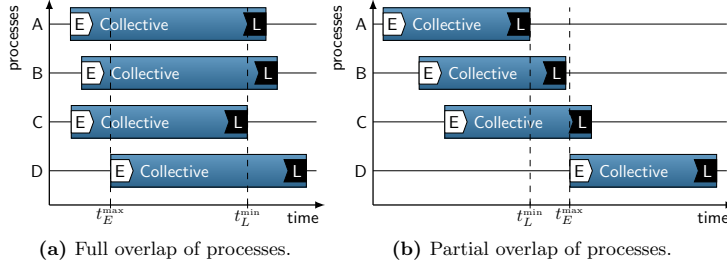 processes
A E Collective L
B E Collective L
C E Collective L
D E Collective L
t_E^max t_L^min time
(a) Full overlap of processes.
processes
A E Collective L
B E Collective L
C E Collective L
D E Collective L
t_L^min t_E^max time
(b) Partial overlap of processes.